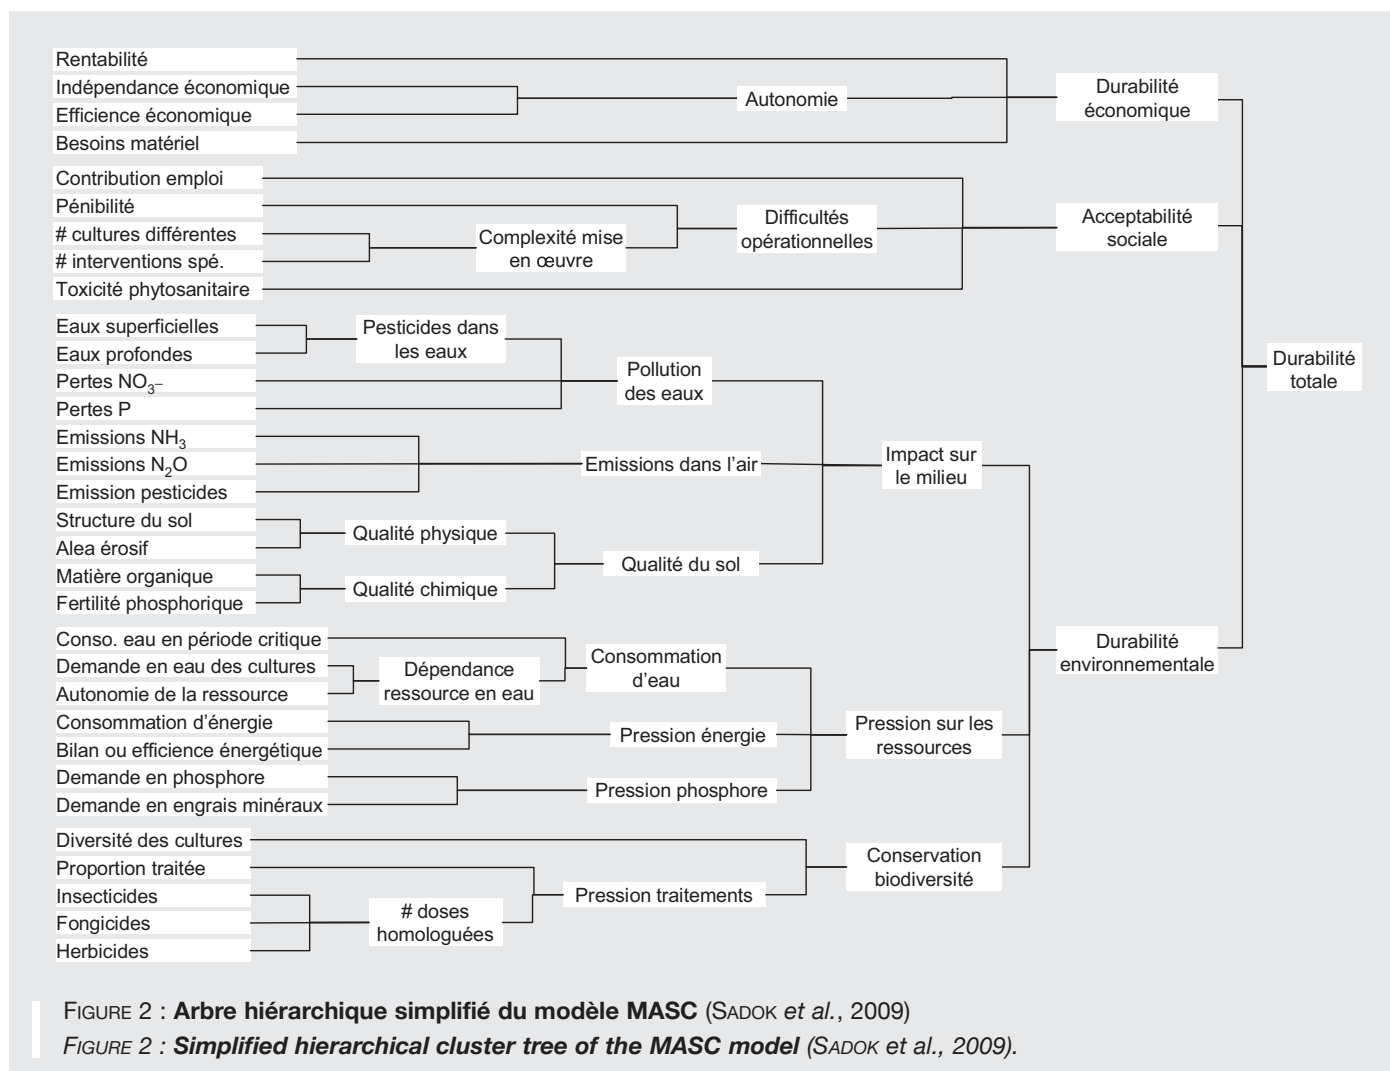 Rentabilité
Indépendance économique
Efficience économique
Besoins matériel
Autonomie
Durabilité
économique
Contribution emploi
Pénibilité
# cultures différentes
# interventions spé.
Toxicité phytosanitaire
Complexité mise
en œuvre
Difficultés
opérationnelles
Acceptabilité
sociale
Eaux superficielles
Eaux profondes
Pertes NO3–
Pertes P
Emissions NH3
Emissions N2O
Emission pesticides
Structure du sol
Alea érosif
Matière organique
Fertilité phosphorique
Pesticides dans
les eaux
Pollution
des eaux
Emissions dans l’air
Qualité physique
Qualité chimique
Qualité du sol
Impact sur
le milieu
Conso. eau en période critique
Demande en eau des cultures
Autonomie de la ressource
Consommation d’énergie
Bilan ou efficience énergétique
Demande en phosphore
Demande en engrais minéraux
Dépendance
ressource en eau
Consommation
d’eau
Pression énergie
Pression phosphore
Pression sur les
ressources
Diversité des cultures
Proportion traitée
Insecticides
Fongicides
Herbicides
# doses
homologuées
Pression traitements
Conservation
biodiversité
Durabilité
environnementale
Durabilité
totale
FIGURE 2 : Arbre hiérarchique simplifié du modèle MASC (SADOK et al., 2009)
FIGURE 2 : Simplified hierarchical cluster tree of the MASC model (SADOK et al., 2009).